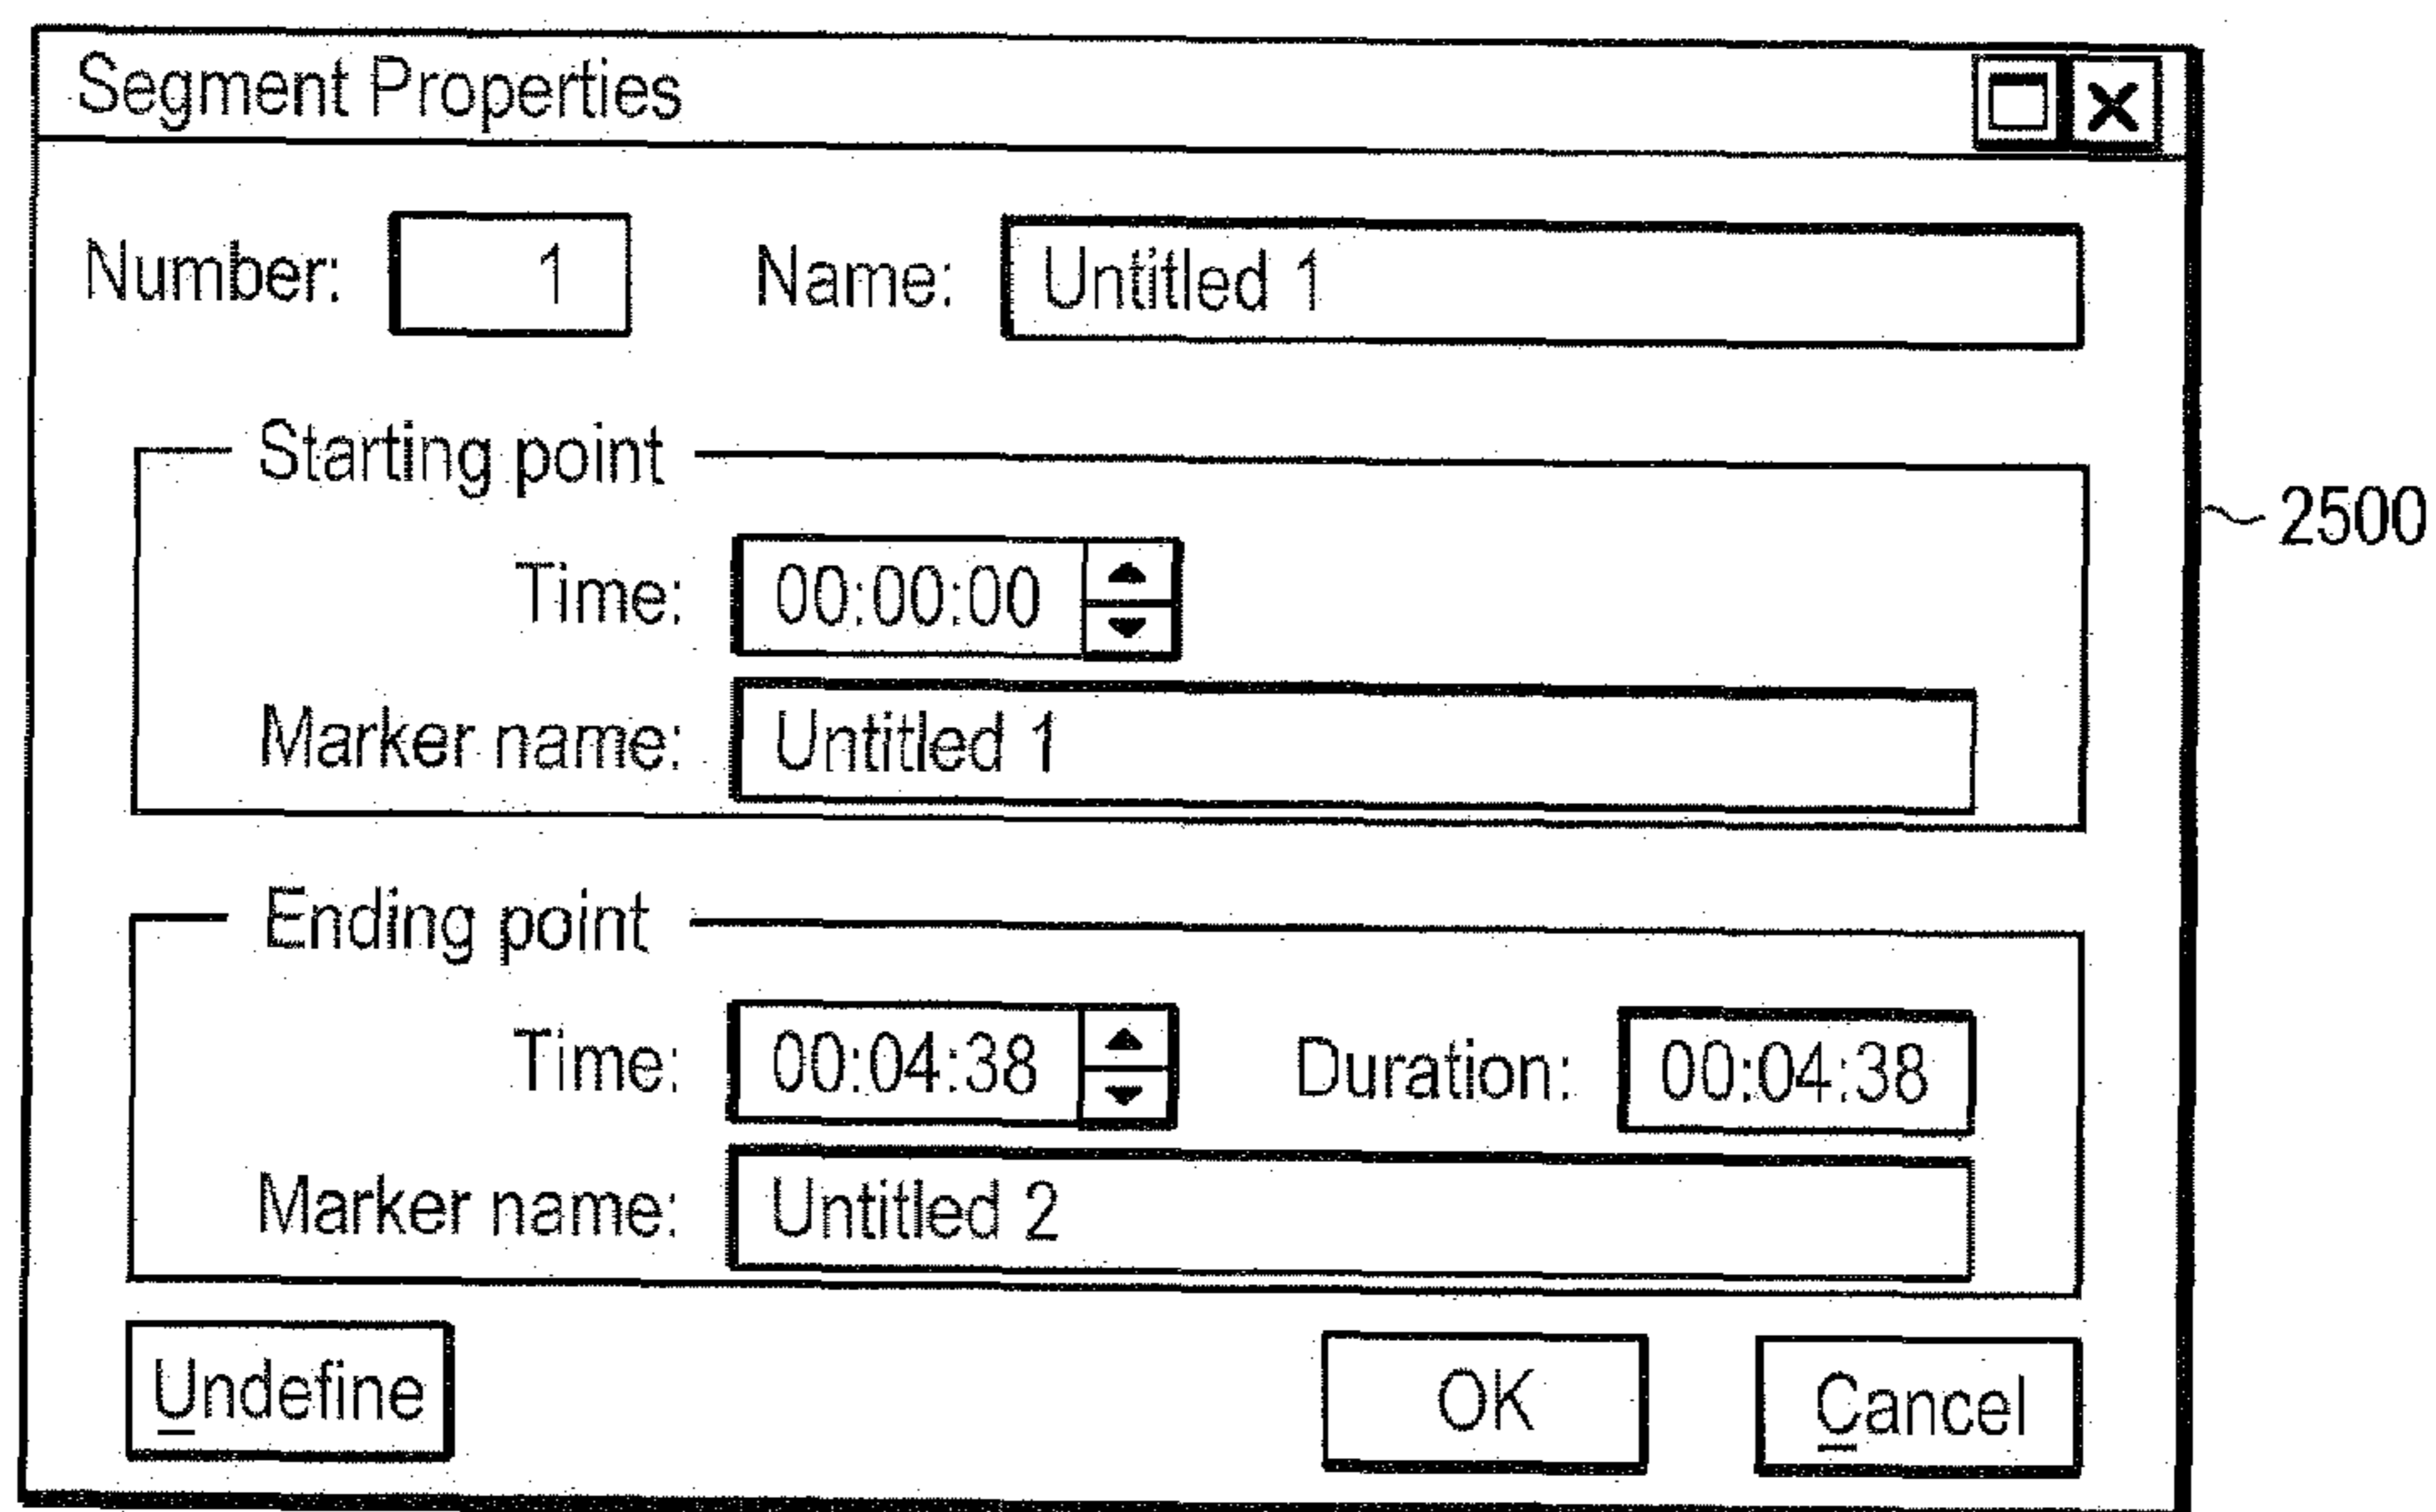 Segment Properties
Number: 1 Name: Untitled 1
Starting point
2500
Time: 00:00:00
Marker name: Untitled 1
Ending point
Time: 00:04:38 Duration: 00:04:38
Marker name: Untitled 2
Undefine OK Cancel